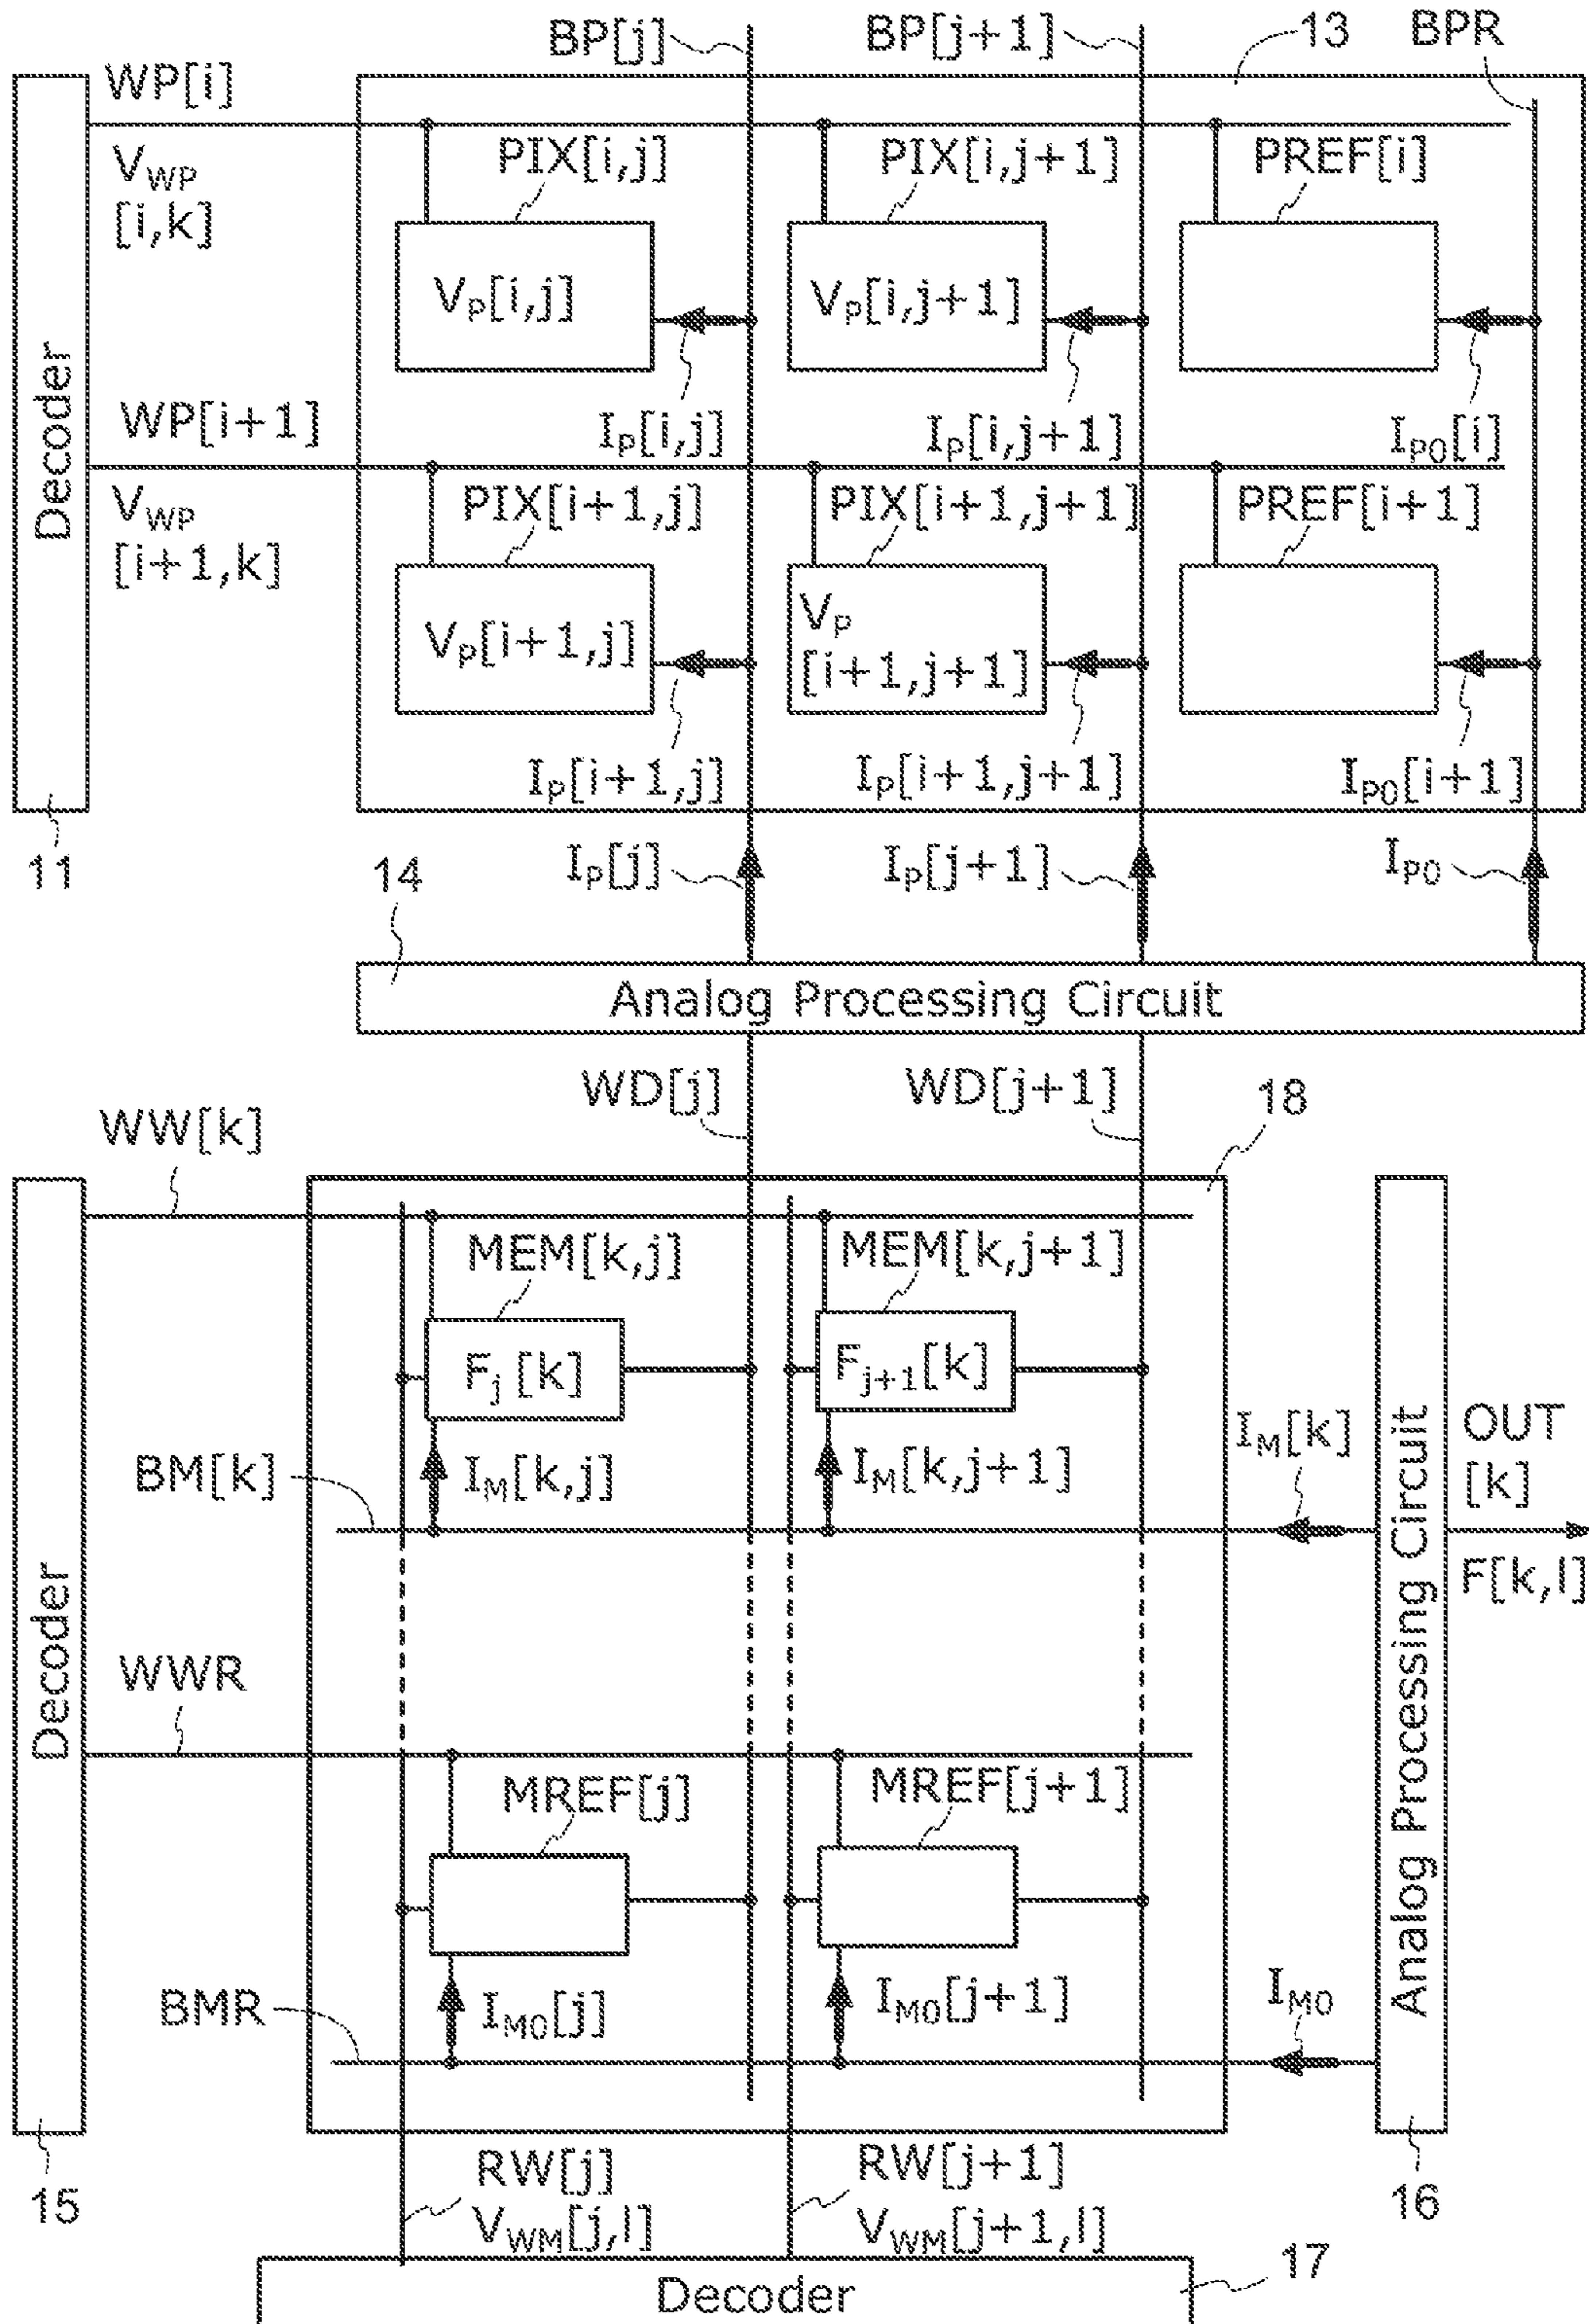 BP[j]
BP[j+1]
13
BPR
WP[i]
V_WP
[i,k]
PIX[i,j]
PIX[i,j+1]
PREF[i]
V_P[i,j]
V_P[i,j+1]
Decoder
WP[i+1]
I_P[i,j]
I_P[i,j+1]
I_P0[i]
V_WP
[i+1,k]
PIX[i+1,j]
PIX[i+1,j+1]
PREF[i+1]
V_P[i+1,j]
V_P
[i+1,j+1]
I_P[i+1,j]
I_P[i+1,j+1]
I_P0[i+1]
11
14
I_P[j]
I_P[j+1]
I_P0
Analog Processing Circuit
WD[j]
WD[j+1]
18
WW[k]
MEM[k,j]
MEM[k,j+1]
F_j[k]
F_j+1[k]
BM[k]
I_M[k,j]
I_M[k,j+1]
I_M[k]
OUT
[k]
F[k,l]
Decoder
Analog Processing Circuit
WWR
MREF[j]
MREF[j+1]
BMR
I_M0[j]
I_M0[j+1]
I_M0
15
RW[j]
V_WM[j,l]
RW[j+1]
V_WM[j+1,l]
16
17
Decoder